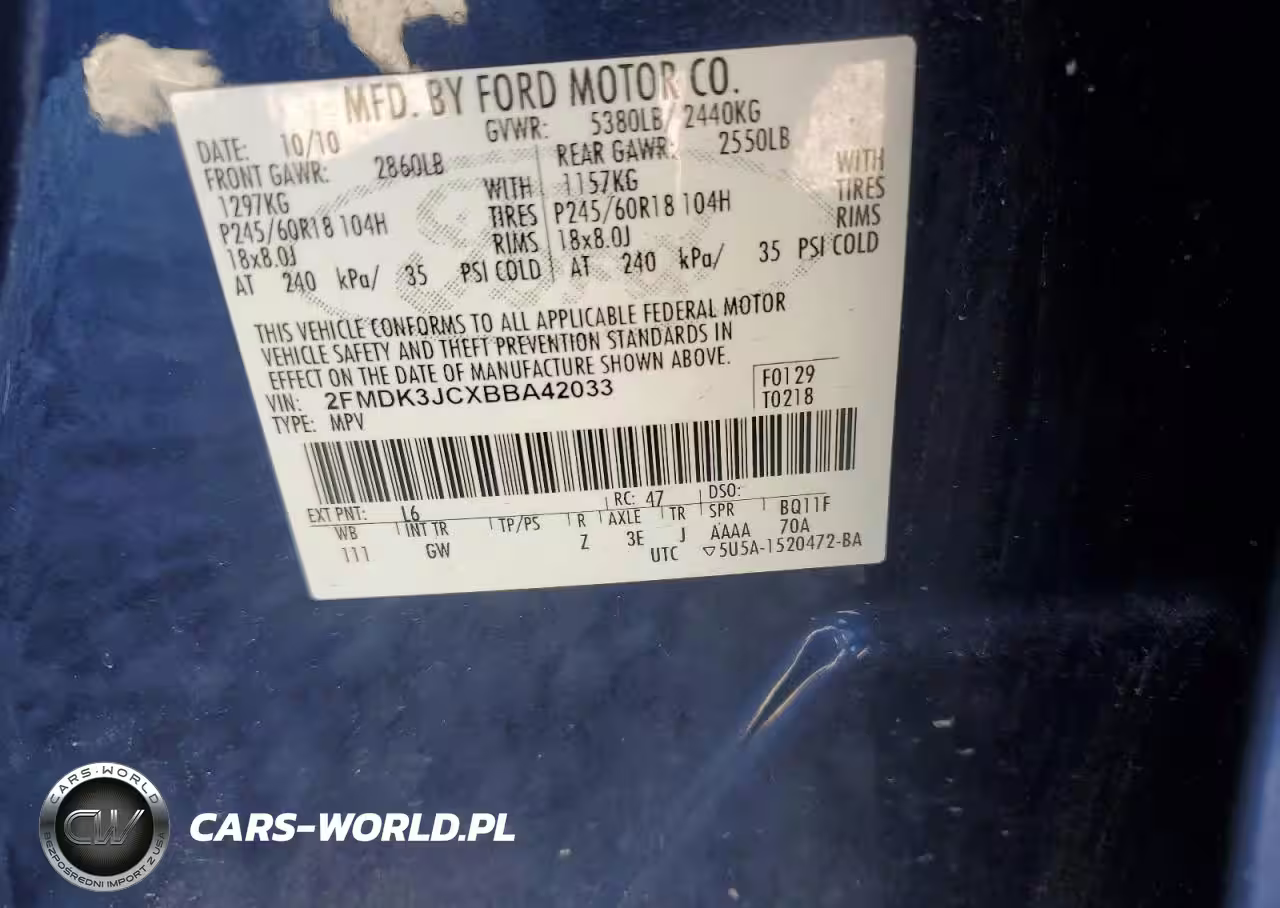 MFD. BY FORD MOTOR CO.
DATE: 10/10 GVWR: 5380LB/ 2440KG
FRONT GAWR: 2860LB REAR GAWR: 2550LB
1297KG WITH 1157KG WITH
P245/60R18 104H TIRES P245/60R18 104H TIRES
18x8.0J RIMS 18x8.0J RIMS
AT 240 kPa/ 35 PSI COLD AT 240 kPa/ 35 PSI COLD
THIS VEHICLE CONFORMS TO ALL APPLICABLE FEDERAL MOTOR
VEHICLE SAFETY AND THEFT PREVENTION STANDARDS IN
EFFECT ON THE DATE OF MANUFACTURE SHOWN ABOVE.
VIN: 2FMDK3JCXBBA42033 F0129
TYPE: MPV T0218
EXT PNT: L6 RC: 47 DSO:
WB INT TR TP/PS R AXLE TR SPR BQ11F
111 GW Z 3E J AAAA 70A
UTC ▽5U5A-1520472-BA
CARS-WORLD
CW
BEZPOŚREDNI IMPORT Z USA
CARS-WORLD.PL